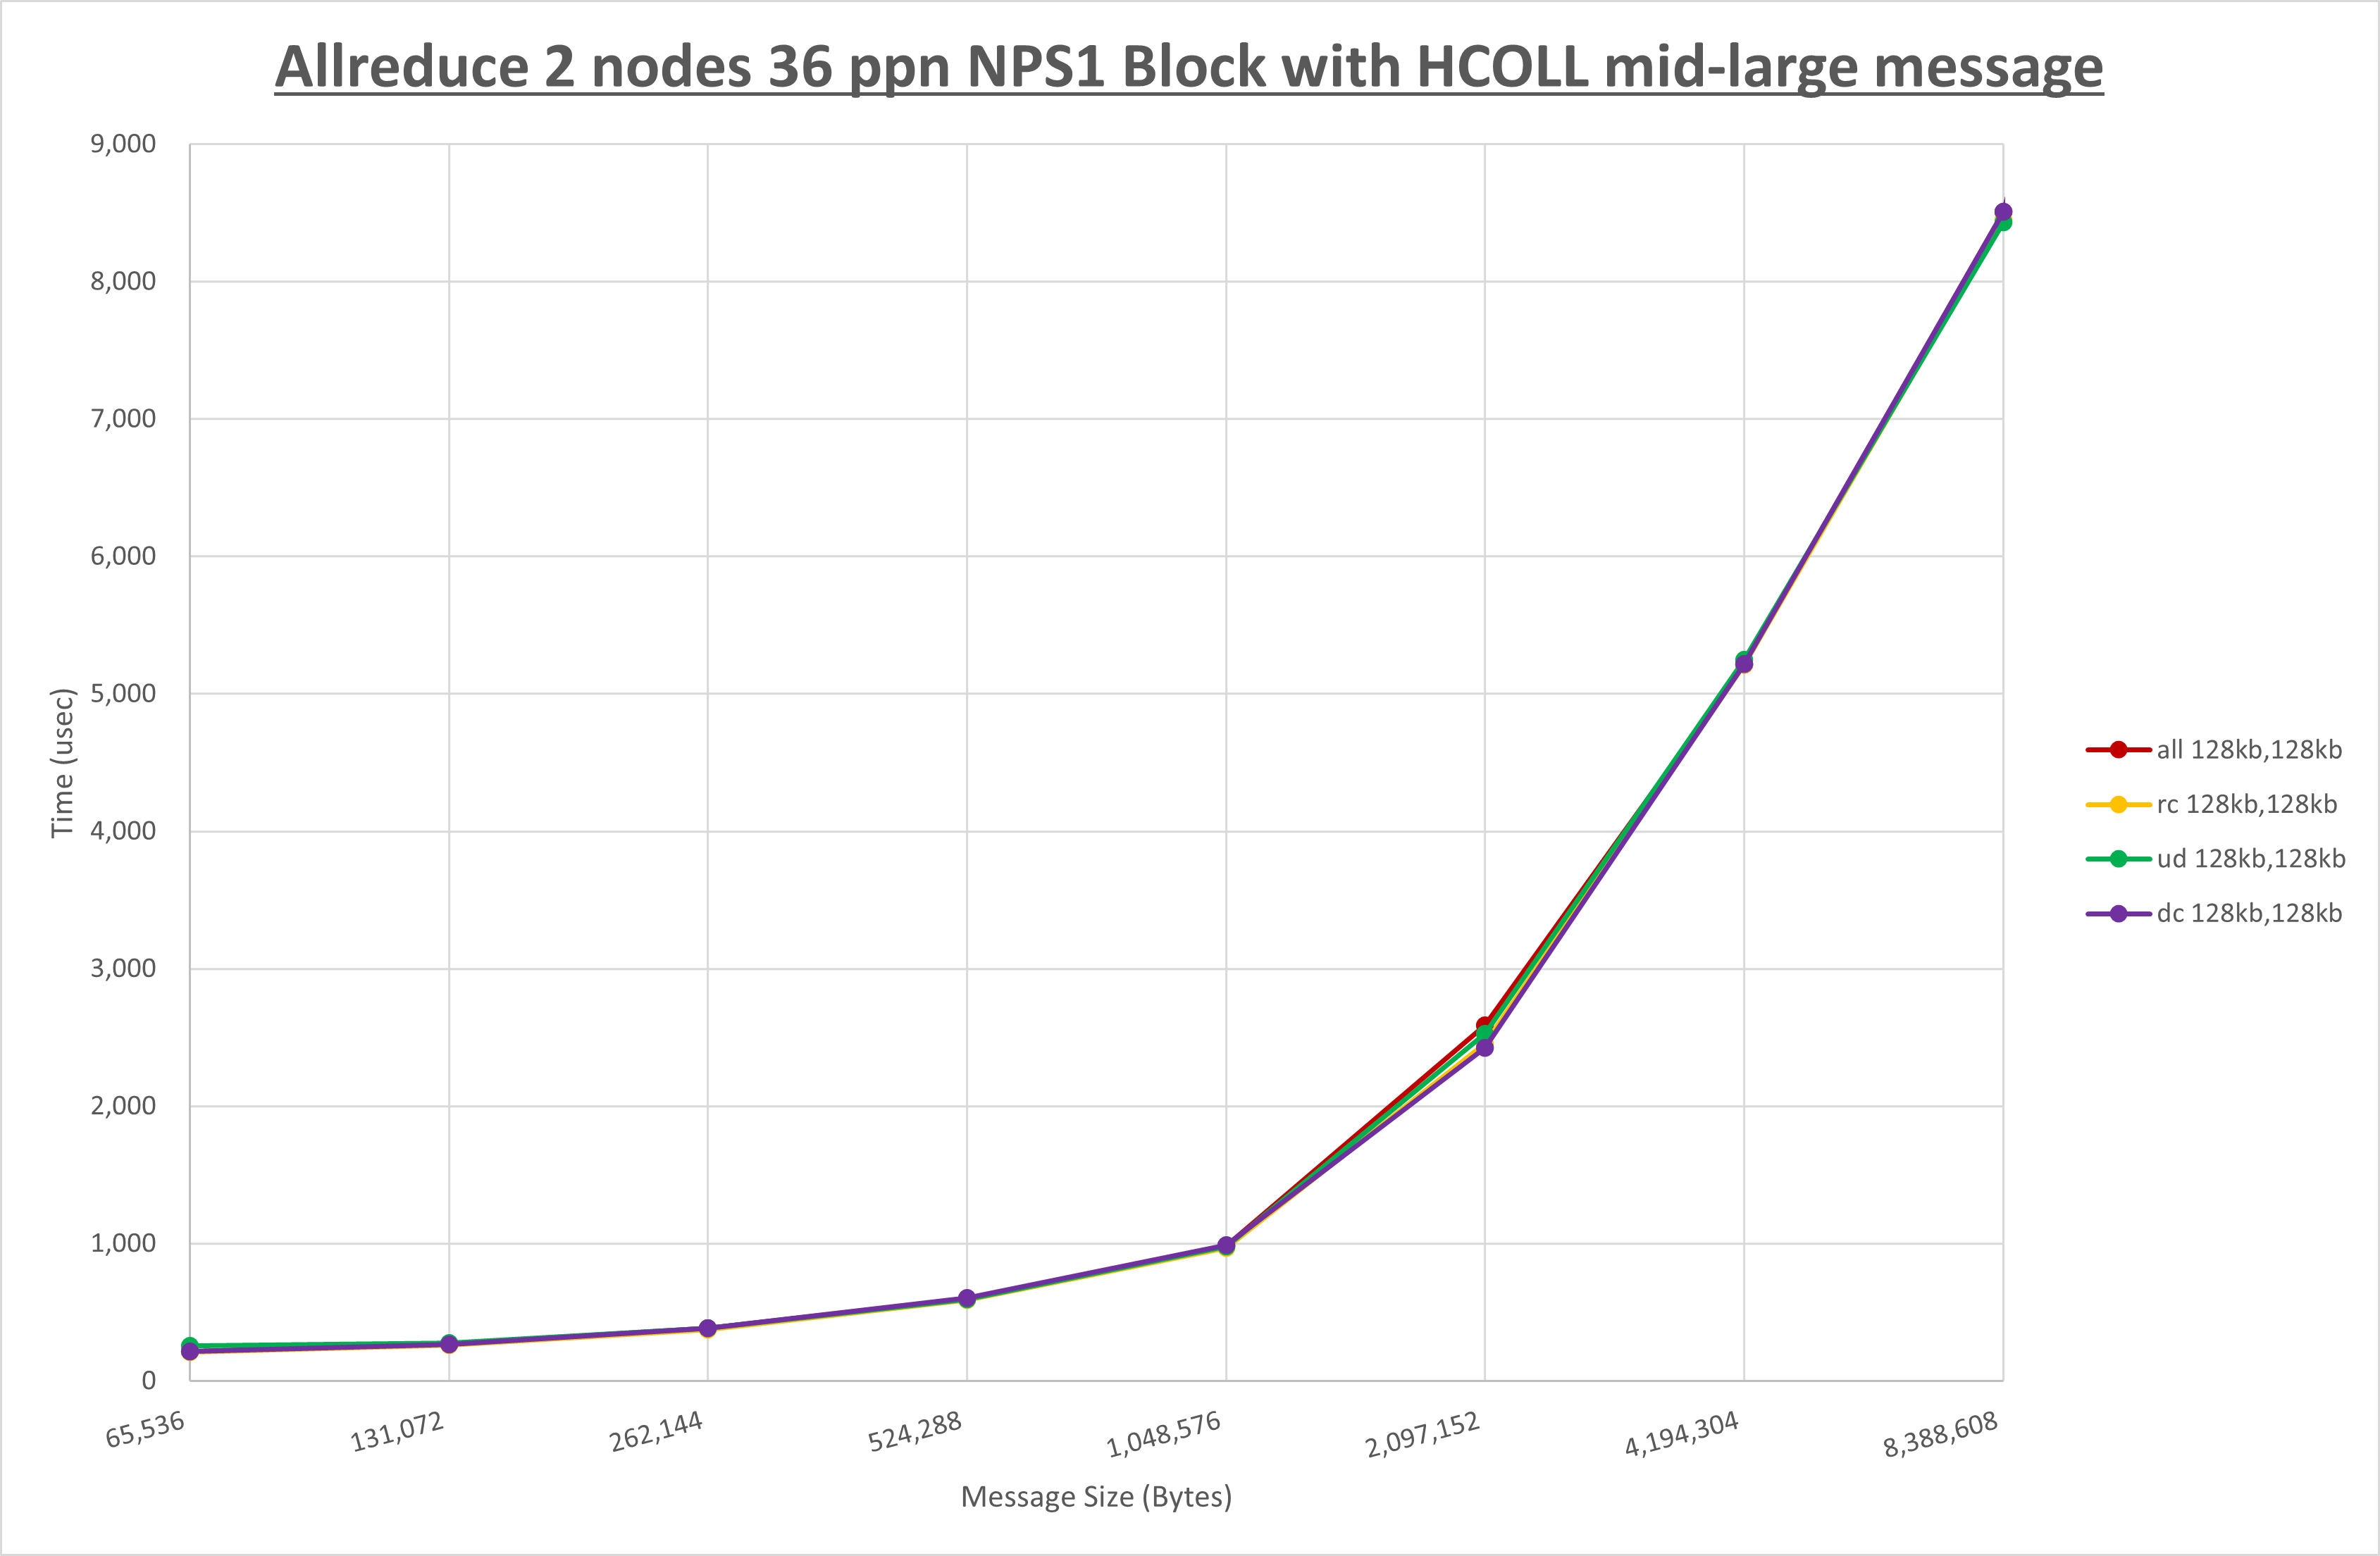 Allreduce 2 nodes 36 ppn NPS1 Block with HCOLL mid-large message
9,000
8,000
7,000
6,000
5,000
4,000
3,000
2,000
1,000
0
Time (usec)
65,536
131,072
262,144
524,288
1,048,576
2,097,152
4,194,304
8,388,608
Message Size (Bytes)
all 128kb,128kb
rc 128kb,128kb
ud 128kb,128kb
dc 128kb,128kb